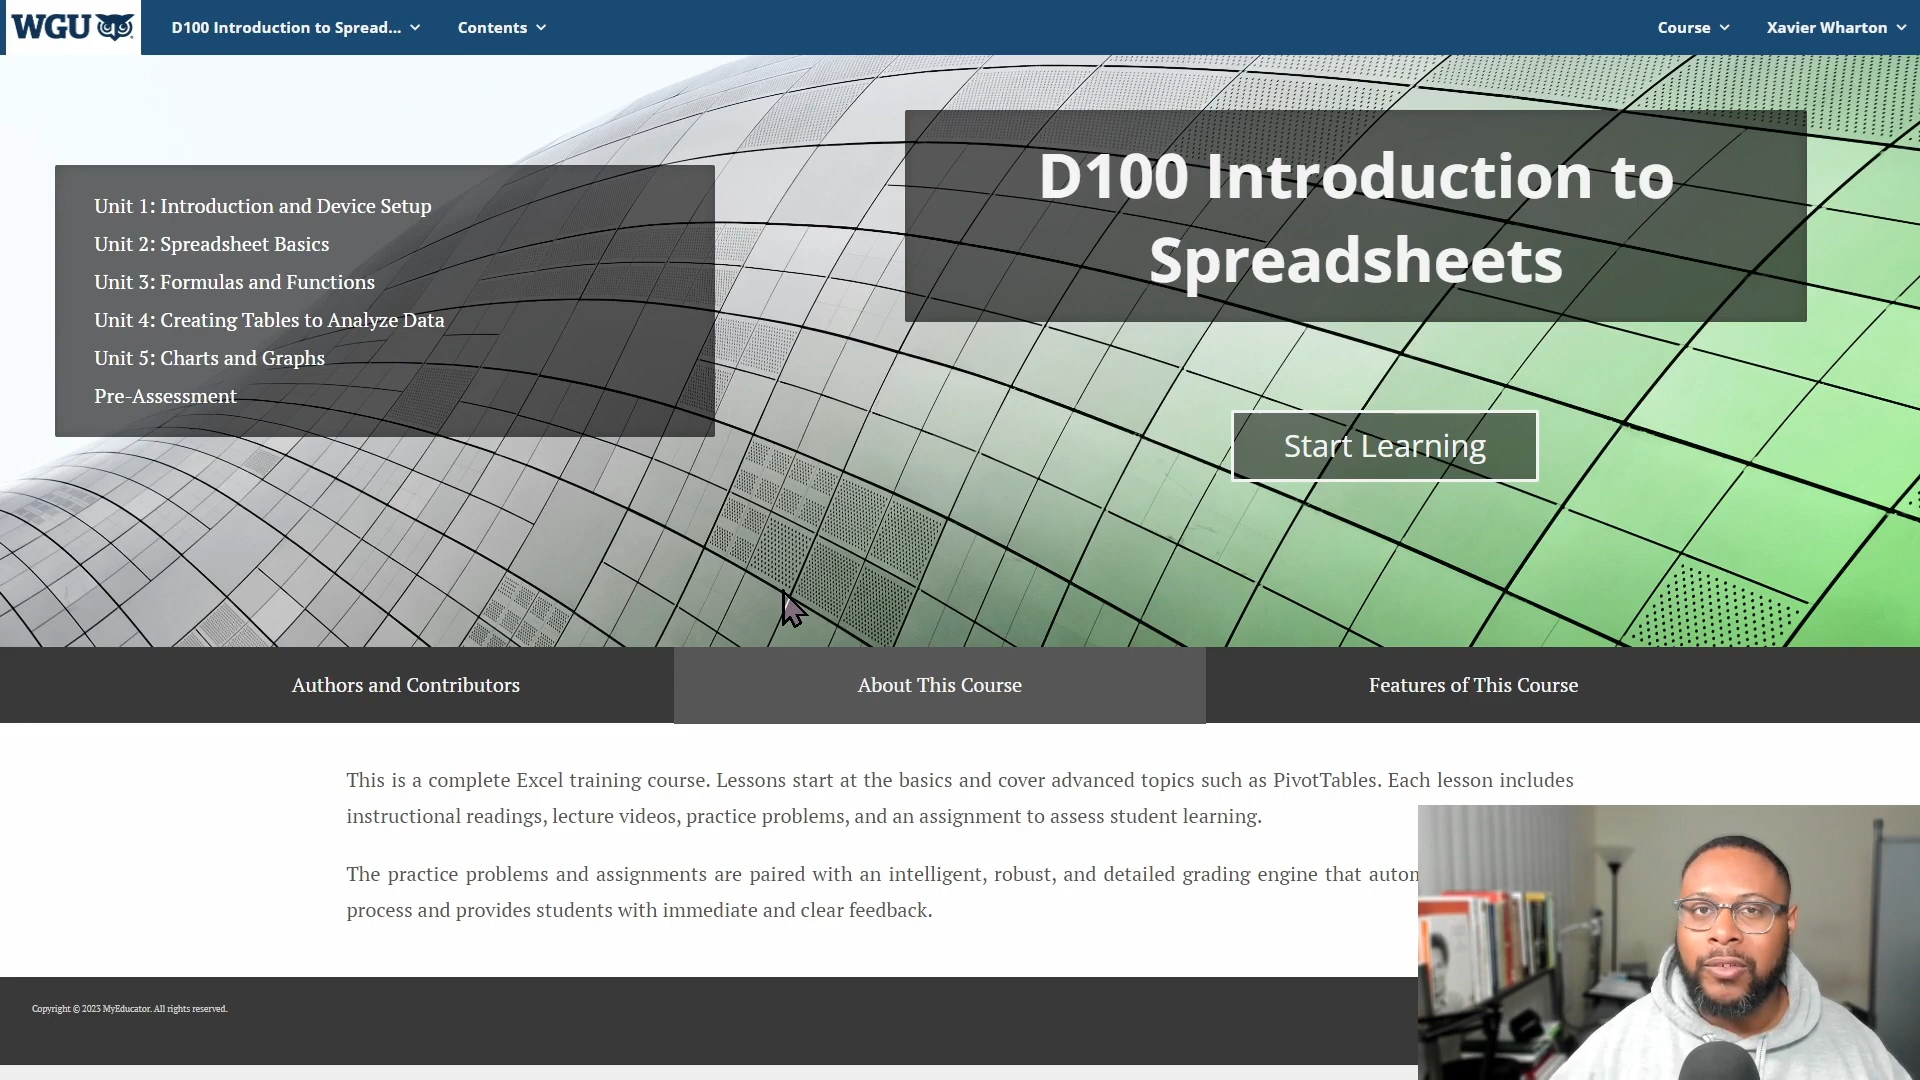 WGU
D100 Introduction to Spread...
Contents
Course
Xavier Wharton
Unit 1: Introduction and Device Setup
Unit 2: Spreadsheet Basics
Unit 3: Formulas and Functions
Unit 4: Creating Tables to Analyze Data
Unit 5: Charts and Graphs
Pre-Assessment
D100 Introduction to
Spreadsheets
Start Learning
Authors and Contributors
About This Course
Features of This Course
This is a complete Excel training course. Lessons start at the basics and cover advanced topics such as PivotTables. Each lesson includes
instructional readings, lecture videos, practice problems, and an assignment to assess student learning.
The practice problems and assignments are paired with an intelligent, robust, and detailed grading engine that
process and provides students with immediate and clear feedback.
Copyright © 2023 MyEducator. All rights reserved.